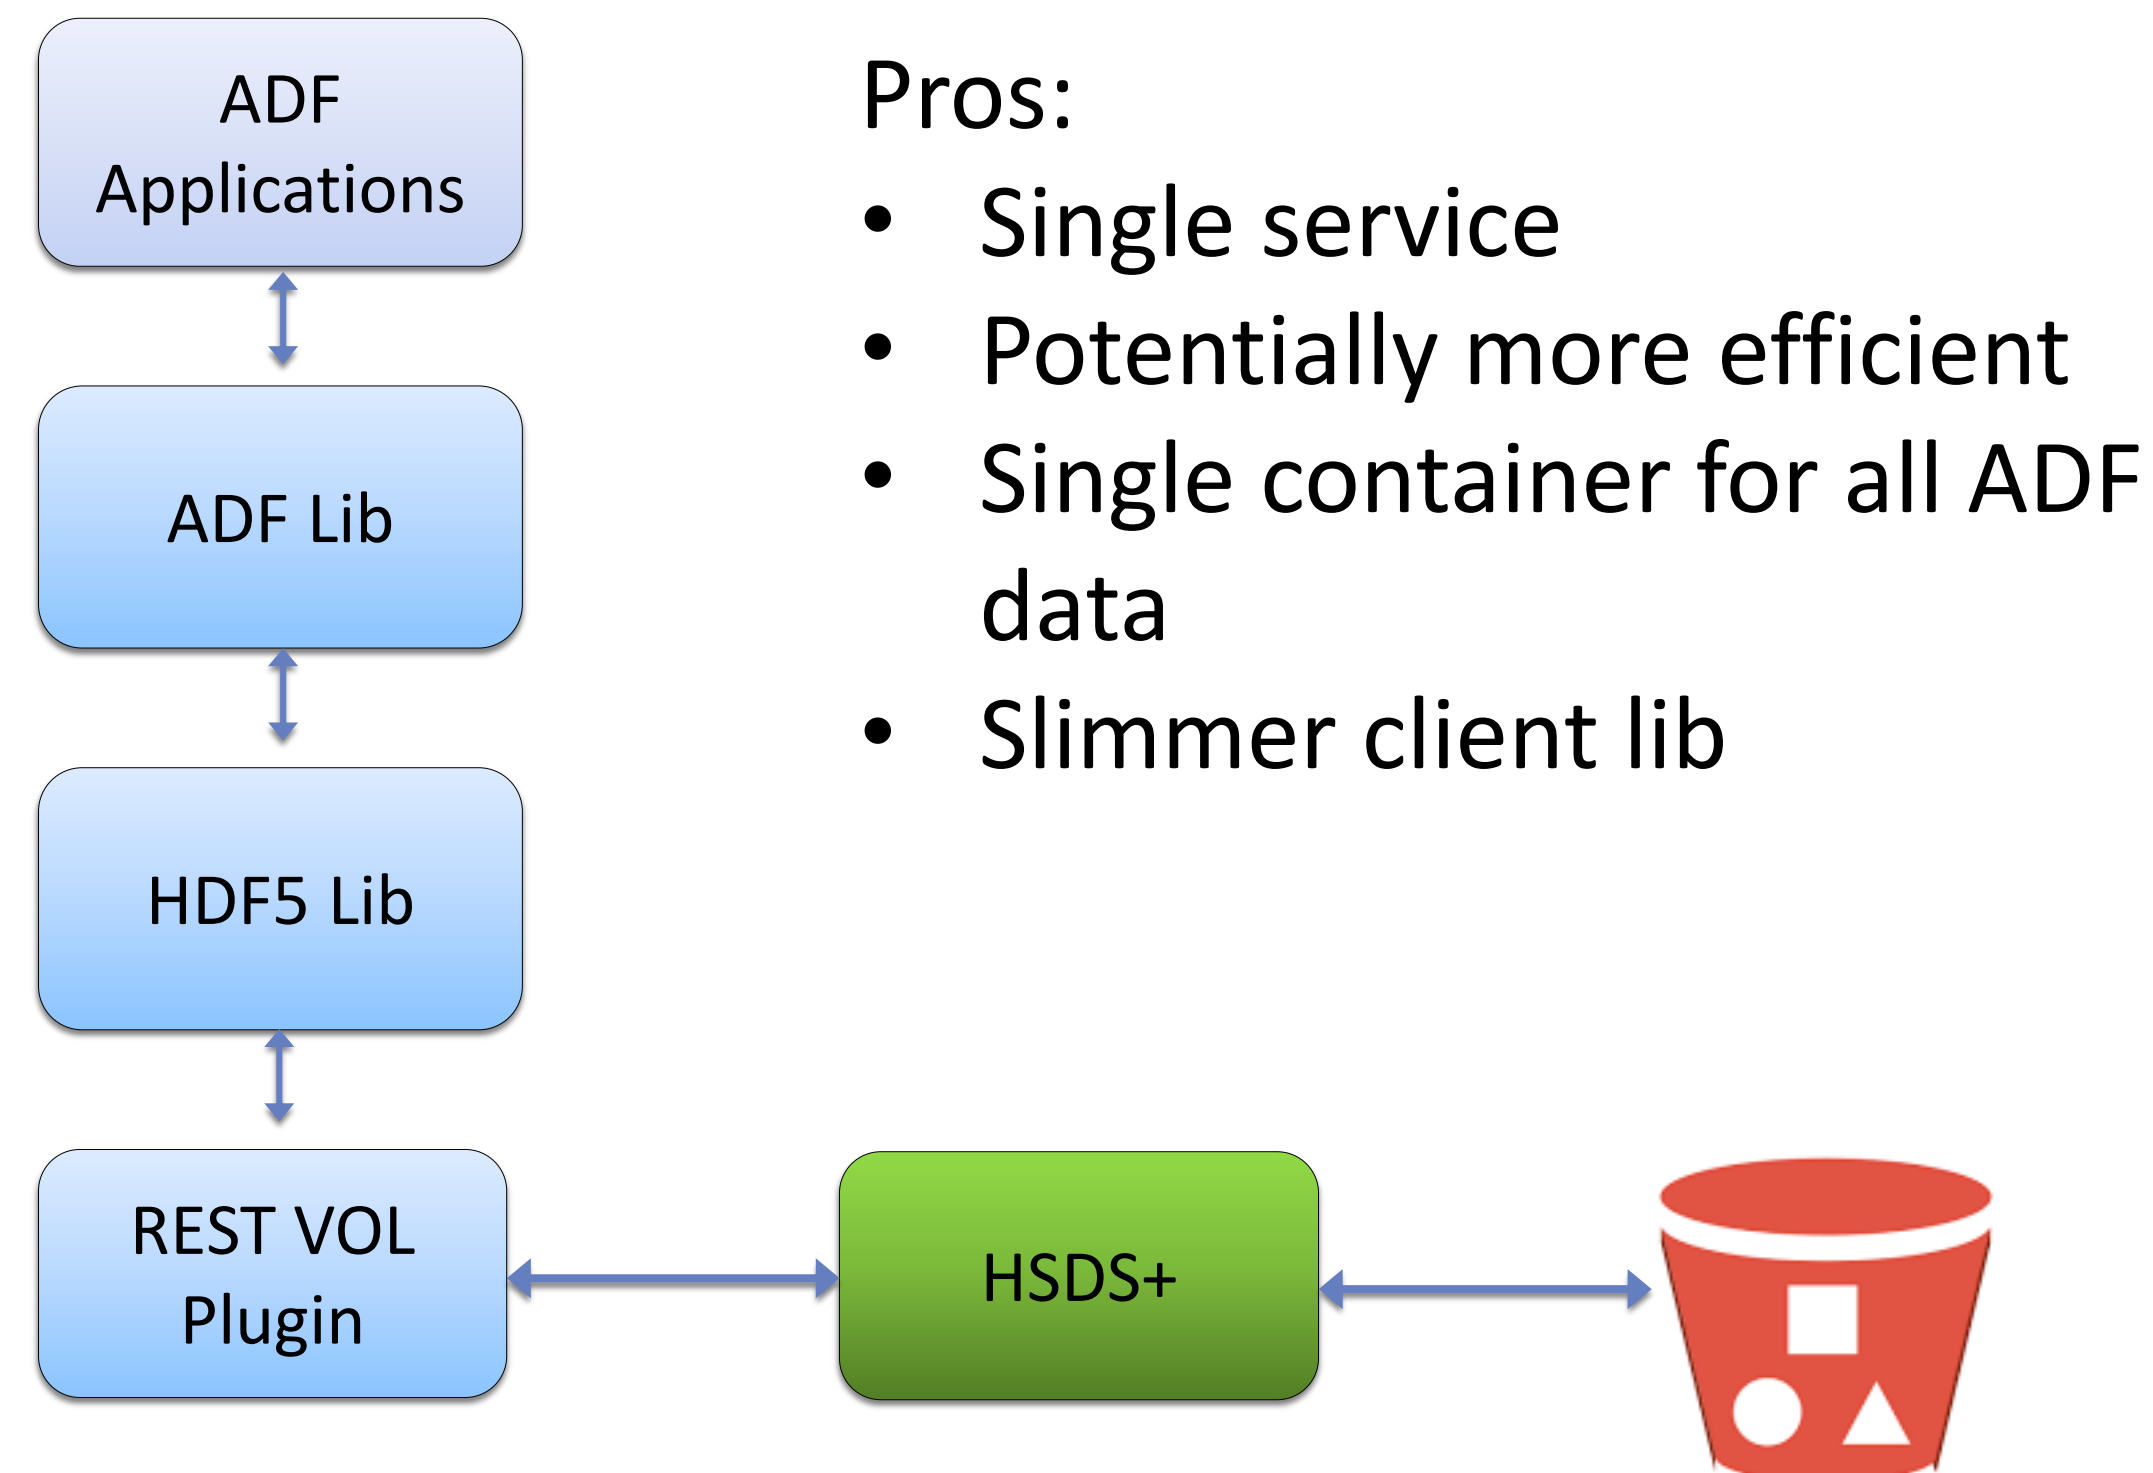 ADF
Applications
ADF Lib
HDF5 Lib
REST VOL
Plugin
HSDS+
Pros:
• Single service
• Potentially more efficient
• Single container for all ADF
data
• Slimmer client lib